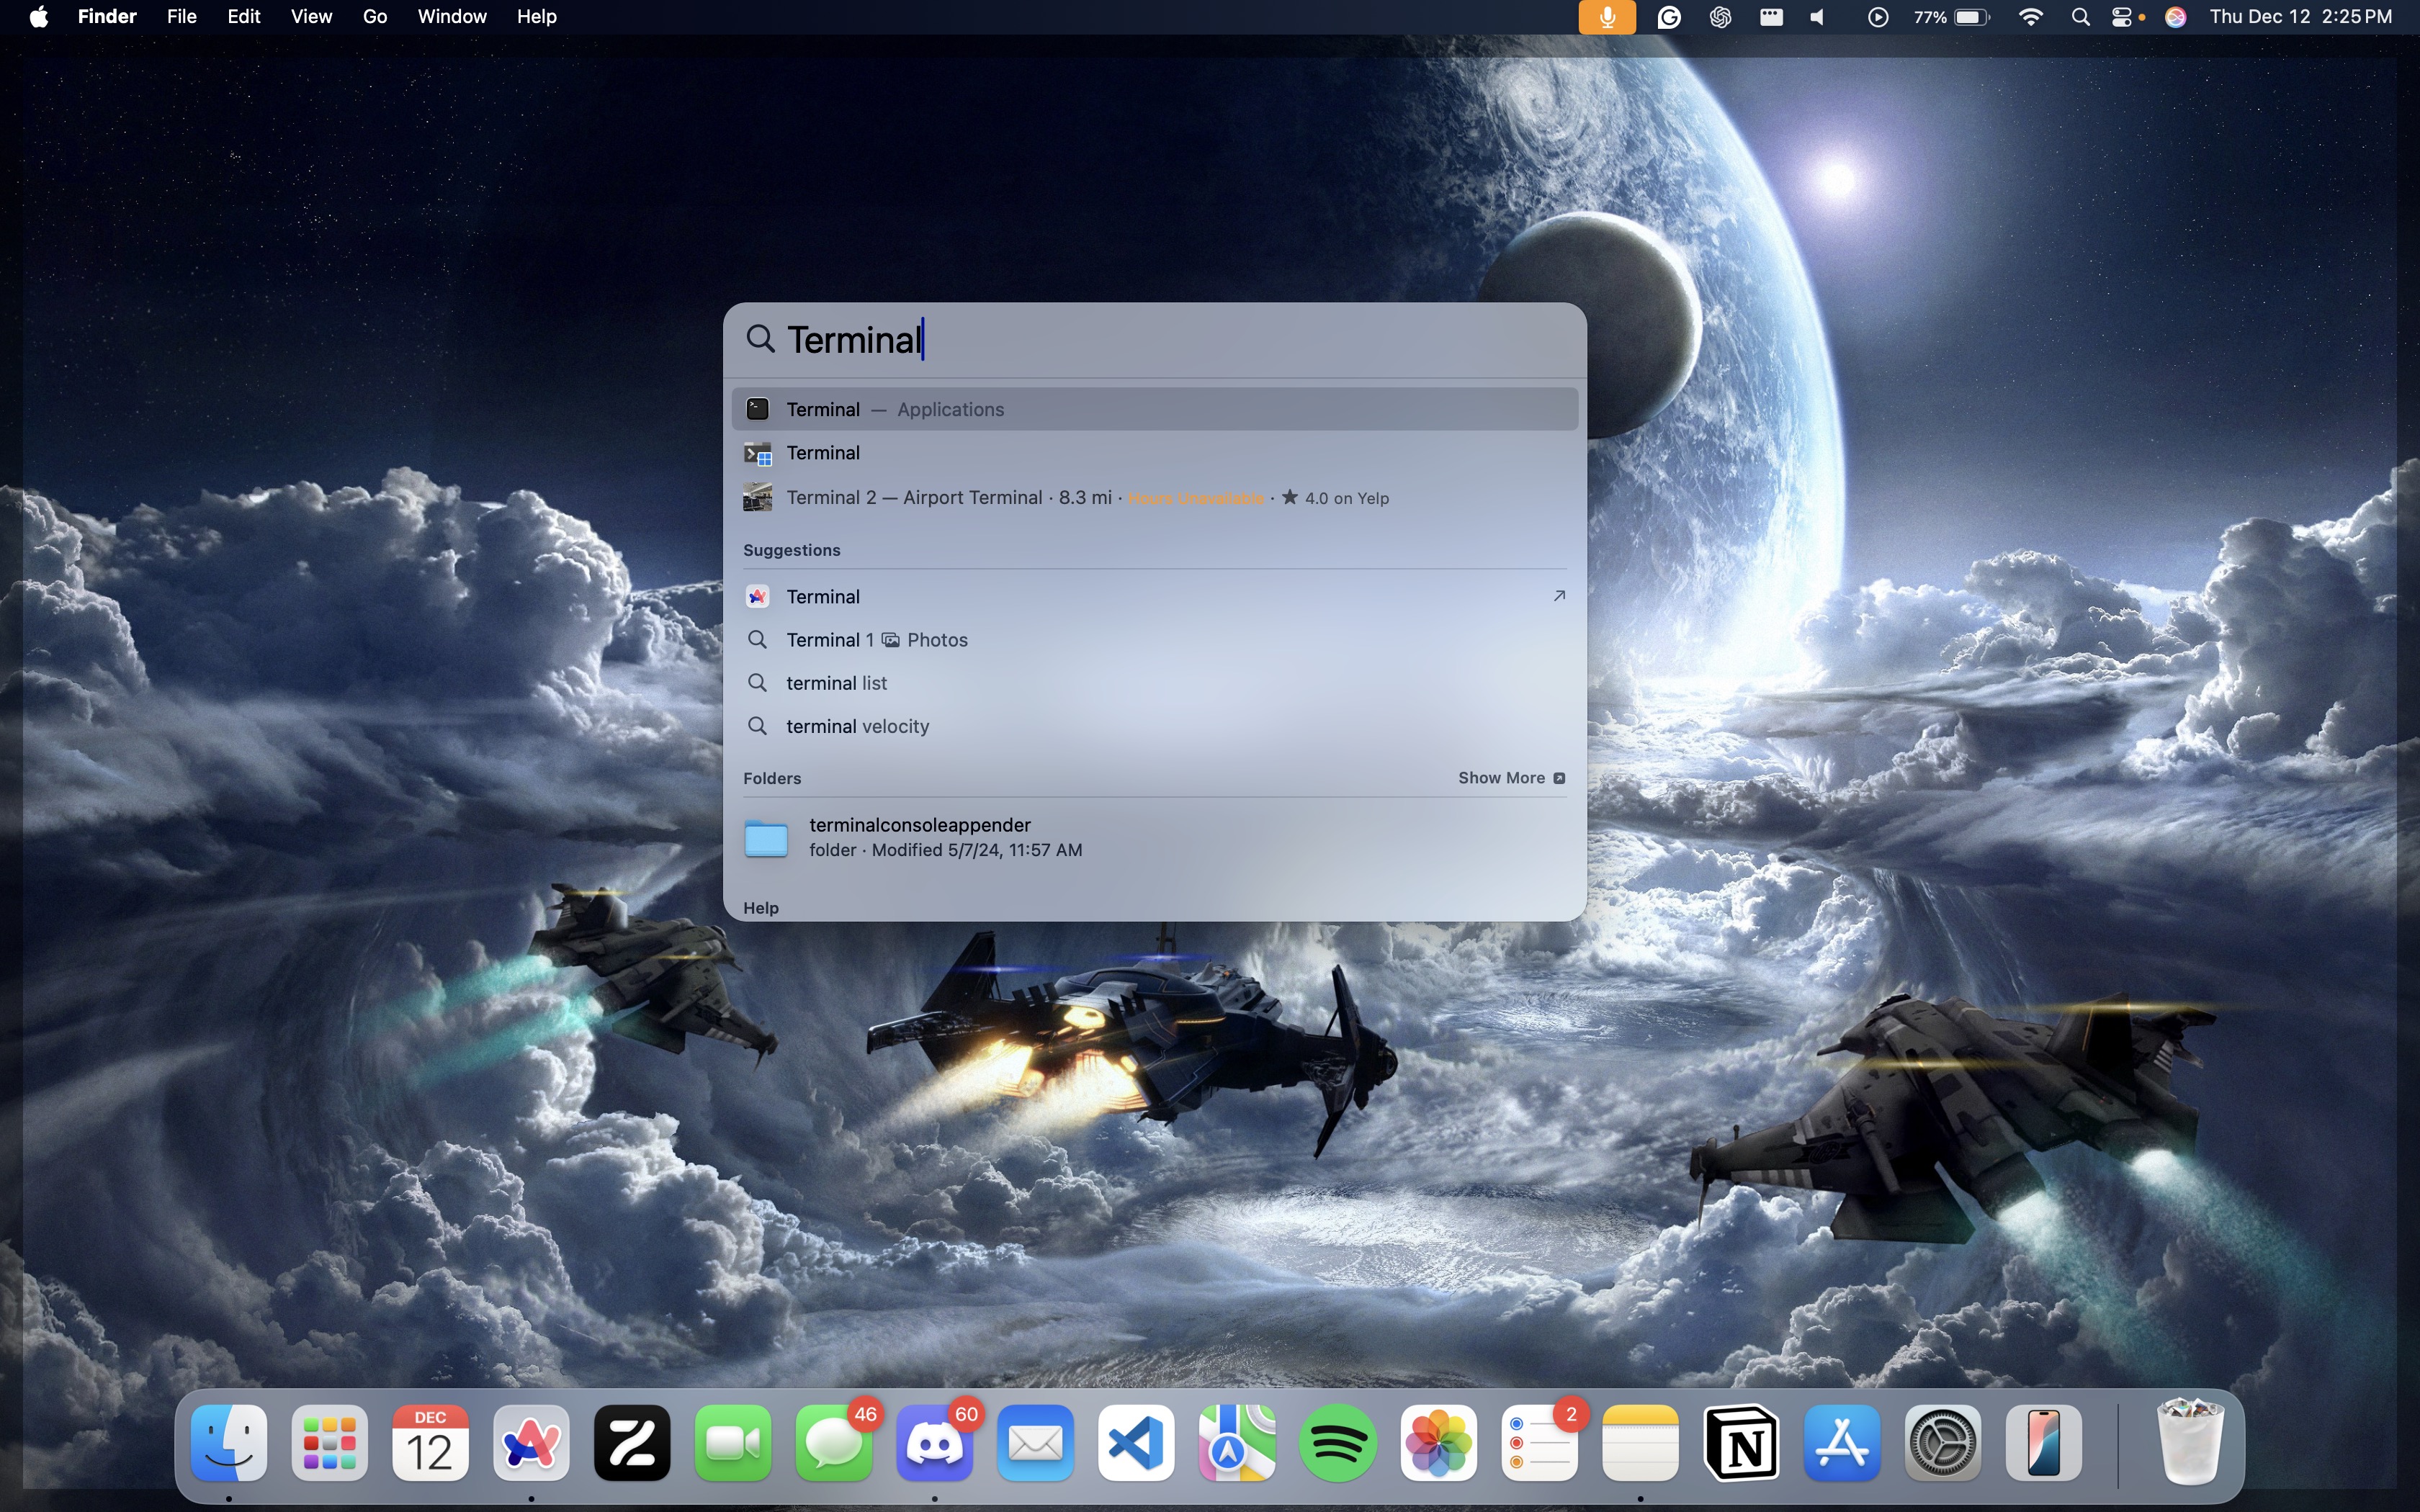 Finder File Edit View Go Window Help 77% Thu Dec 12 2:25 PM
Terminal
Terminal — Applications
Terminal
Terminal 2 — Airport Terminal · 8.3 mi · Hours Unavailable · ★ 4.0 on Yelp
Suggestions
Terminal
Terminal 1 Photos
terminal list
terminal velocity
Folders Show More
terminalconsoleappender
folder · Modified 5/7/24, 11:57 AM
Help
46 60 2
DEC
12